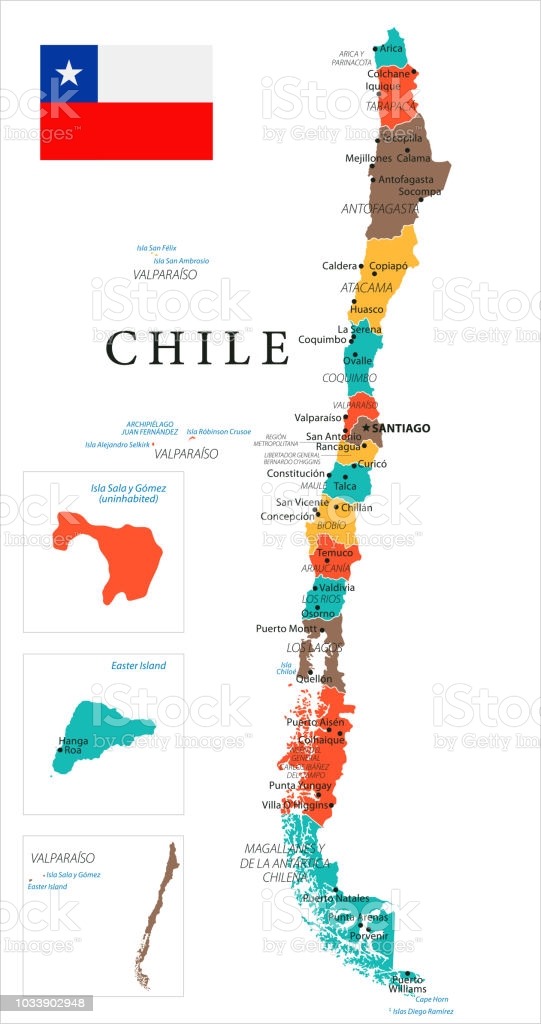 Arica
ARICA Y
PARINACOTA
Colchane
Iquique
TARAPACÁ
Tocopilla
Mejillones
Calama
Antofagasta
Socompa
ANTOFAGASTA
Isla San Félix
Isla San Ambrosio
VALPARAÍSO
Caldera
Copiapó
ATACAMA
Huasco
CHILE
La Serena
Coquimbo
Ovalle
COQUIMBO
VALPARAÍSO
Valparaíso
SANTIAGO
San Antonio
REGIÓN
METROPOLITANA
Rancagua
LIBERTADOR GENERAL
BERNARDO O'HIGGINS
ARCHIPIÉLAGO
JUAN FERNÁNDEZ
Isla Róbinson Crusoe
Isla Alejandro Selkirk
VALPARAÍSO
Curicó
Constitución
MAULE
Talca
San Vicente
Chillán
Concepción
BIOBÍO
Temuco
ARAUCANÍA
Valdivia
LOS RIOS
Osorno
Puerto Montt
LOS LAGOS
Isla
Chiloé
Quellón
Isla Sala y Gómez
(uninhabited)
Easter Island
Hanga
Roa
Puerto Aisén
Coihaique
GENERAL
CARLOS IBÁÑEZ
DEL CAMPO
Punta Yungay
Villa O'Higgins
MAGALLANES Y
DE LA ANTÁRTICA
CHILENA
Puerto Natales
Punta Arenas
Porvenir
Puerto
Williams
Cape Horn
Islas Diego Ramírez
VALPARAÍSO
Isla Sala y Gómez
Easter Island
iStock
by Getty Images™
1033902948